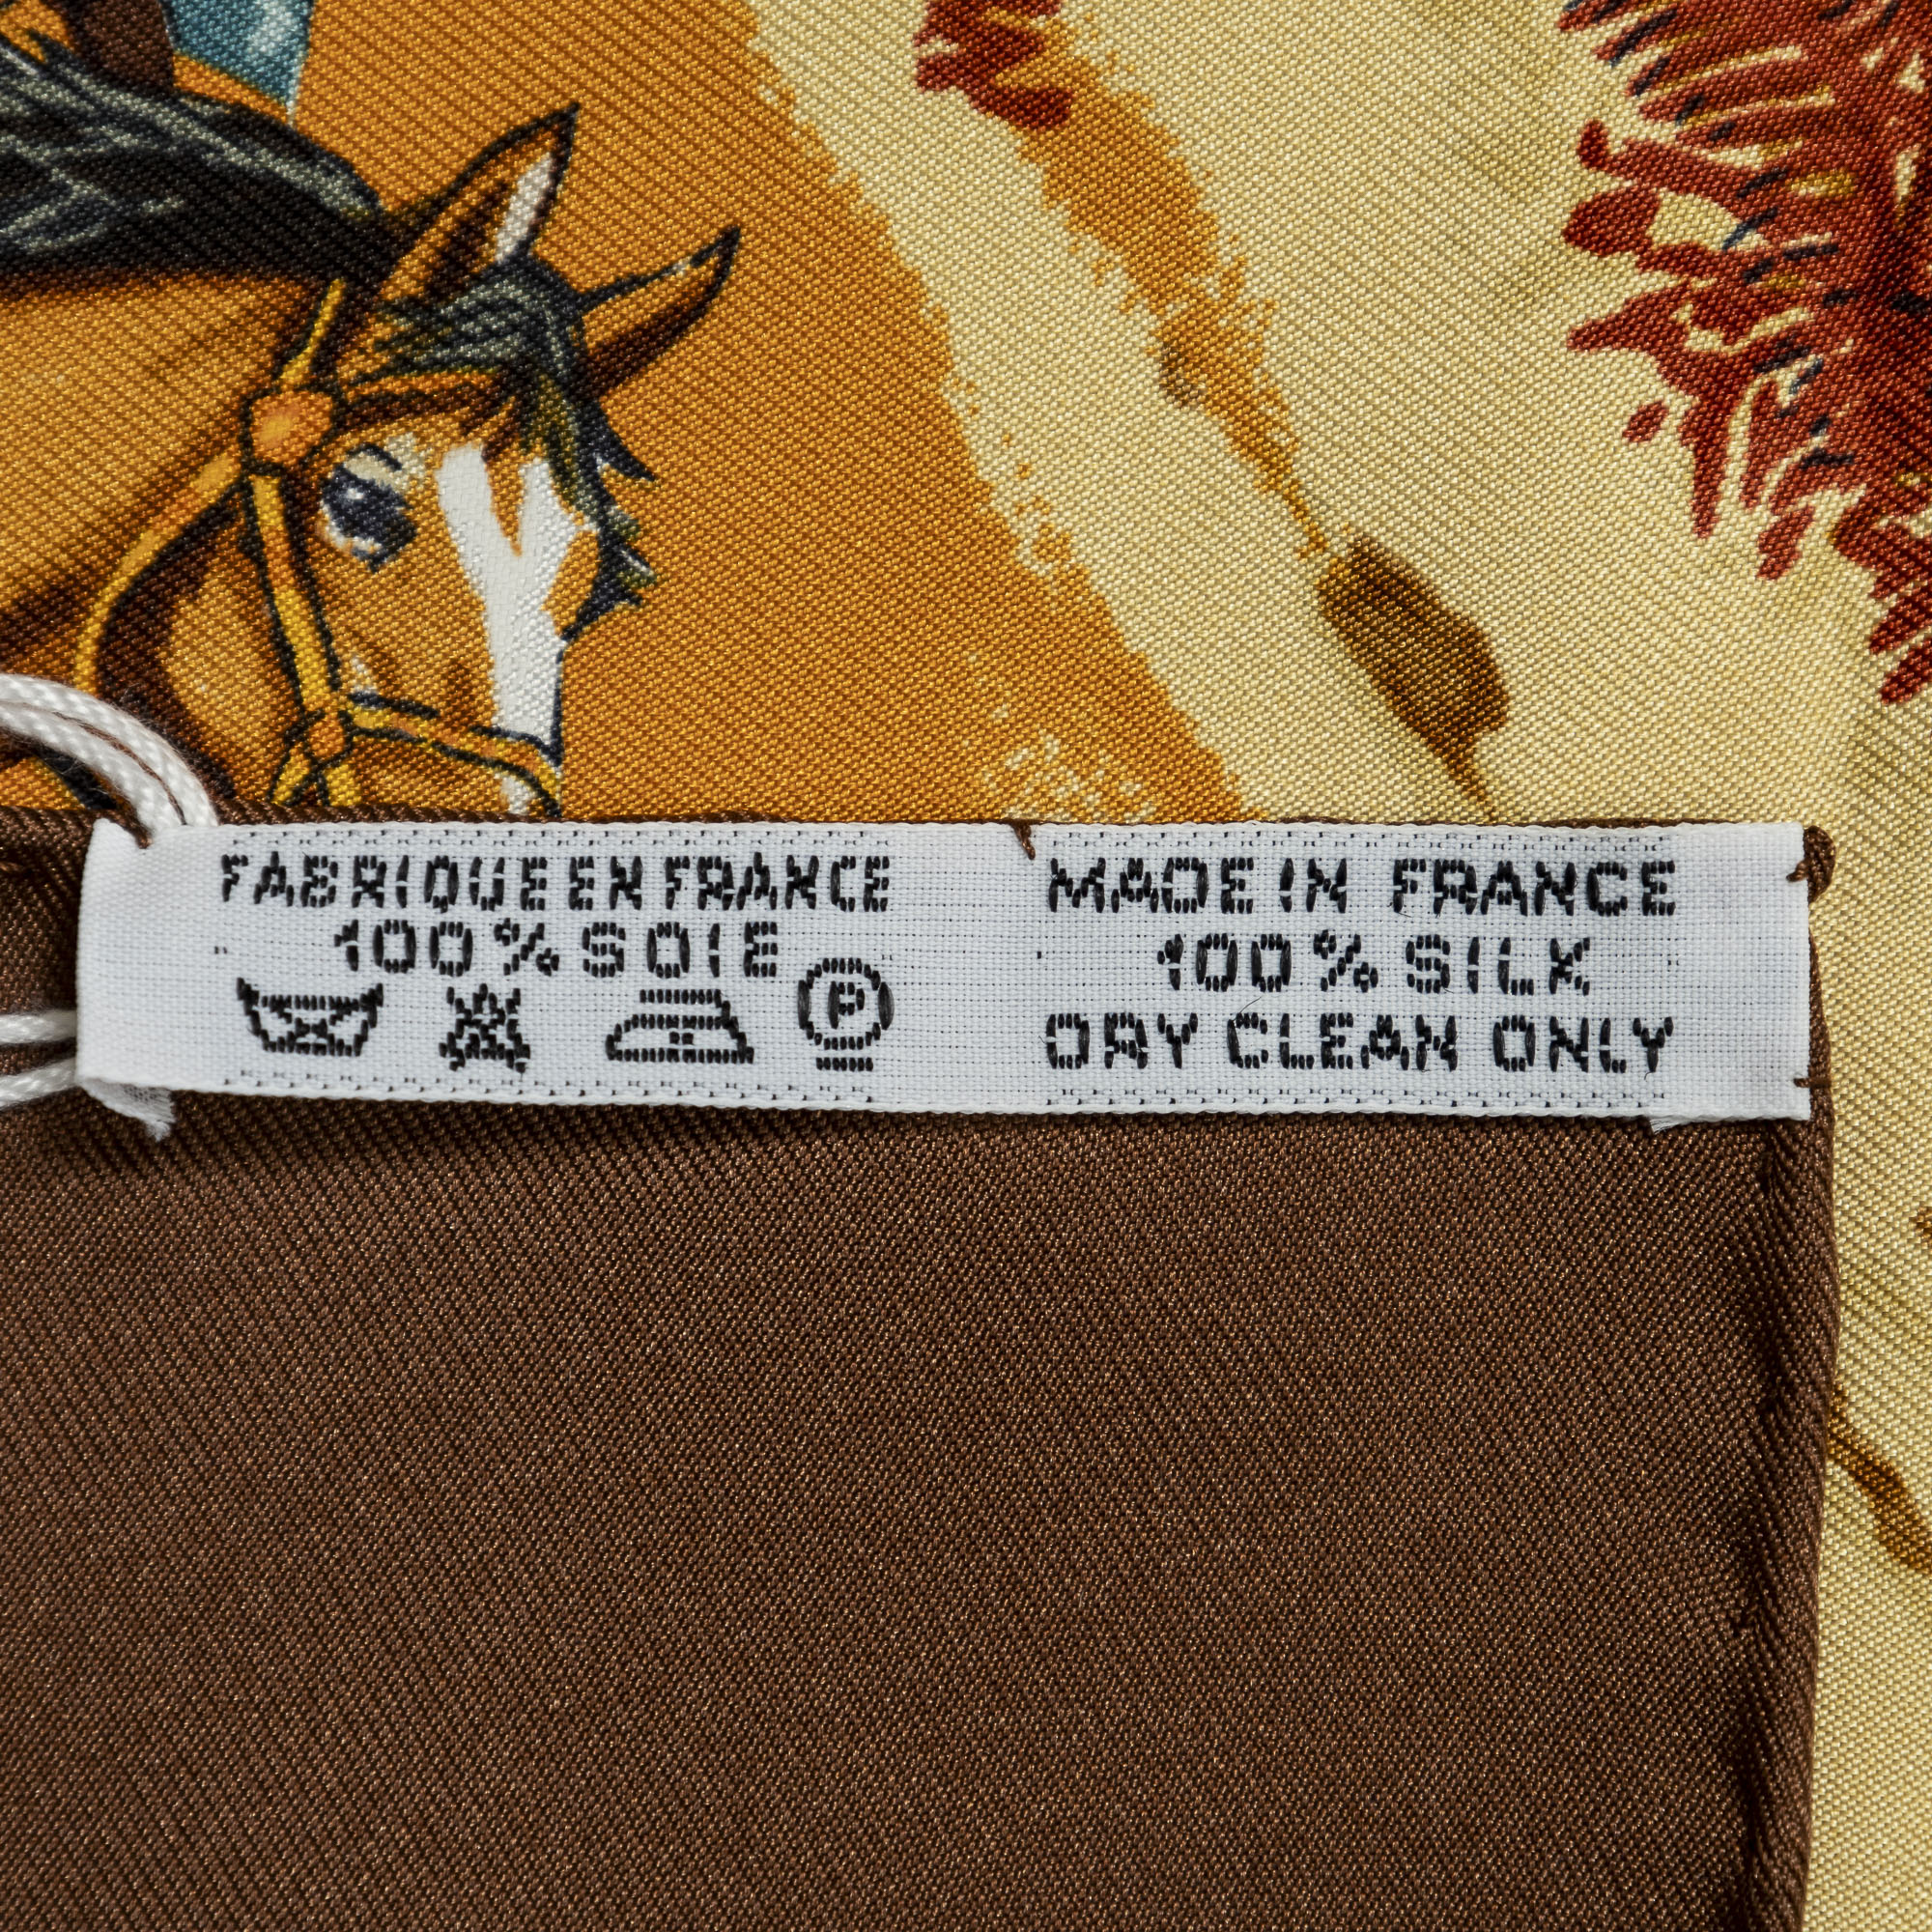 FABRIQUE EN FRANCE
100% SOIE
P
MADE IN FRANCE
100% SILK
DRY CLEAN ONLY